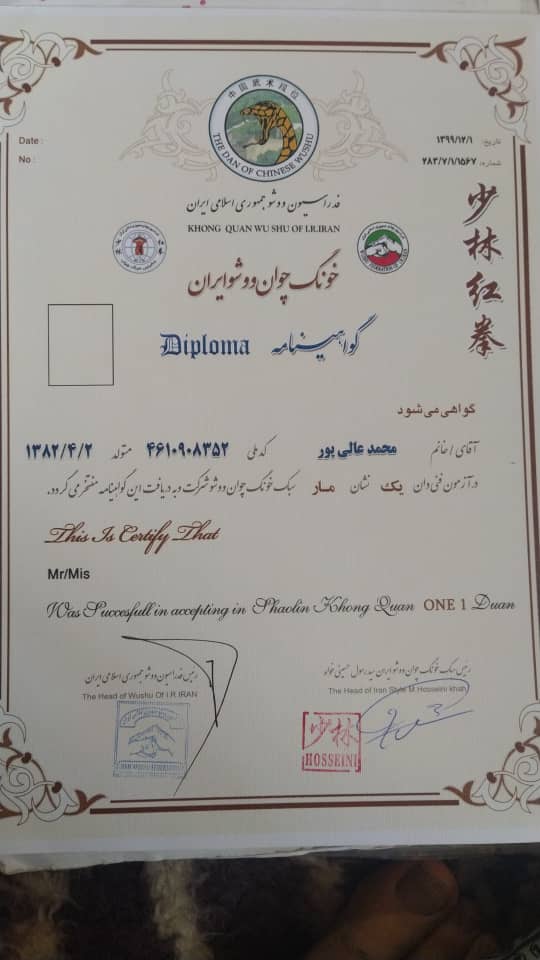 中国武术段位
THE DAN OF CHINESE WUSHU
Date :
No :
تاریخ: ۱۳۹۹/۱۲/۱
شماره: ۲۸۳/۷/۱/۱۵۶۷
فدراسیون ووشو جمهوری اسلامی ایران
KHONG QUAN WU SHU OF I.R.IRAN
خونگ چوان ووشو ایران
少林红拳
Diploma گواهینامه
گواهی می شود
آقای / خانم محمد عالی پور کد ملی ۴۶۱۰۹۰۸۳۵۲ متولد ۱۳۸۲/۴/۲
در آزمون فنی دان یک نشان مار سبک خونگ چوان ووشو شرکت و به دریافت این گواهینامه مفتخر می گردد.
This Is Certify That
Mr/Mis
Was Succesfull in accepting in Shaolin Khong Quan ONE 1 Duan
رئیس فدراسیون ووشو جمهوری اسلامی ایران
The Head of Wushu Of I.R.IRAN
رئیس سبک خونگ چوان ووشو ایران سید رسول حسینی خواه
The Head of Iran Style M.Hosseini khah
少林
HOSSEINI